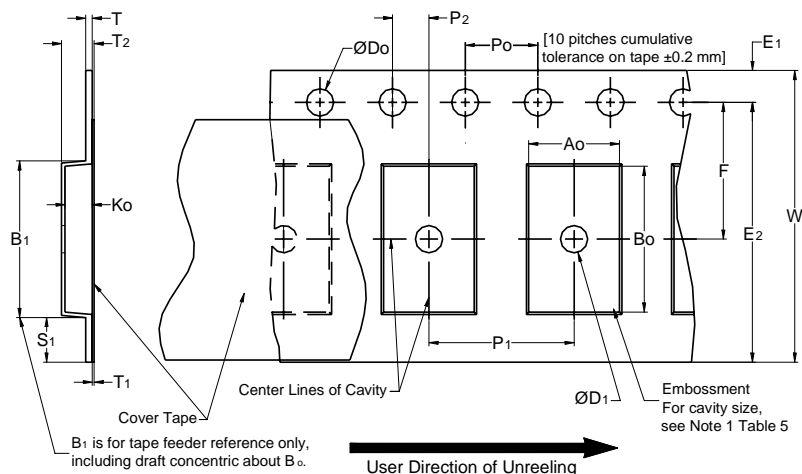 T
T2
P2
ØDo
Po
[10 pitches cumulative
tolerance on tape ±0.2 mm]
E1
Ao
F
W
Ko
B1
Bo
E2
S1
P1
T1
Center Lines of Cavity
ØD1
Embossment
For cavity size,
see Note 1 Table 5
Cover Tape
B1 is for tape feeder reference only,
including draft concentric about Bo.
User Direction of Unreeling